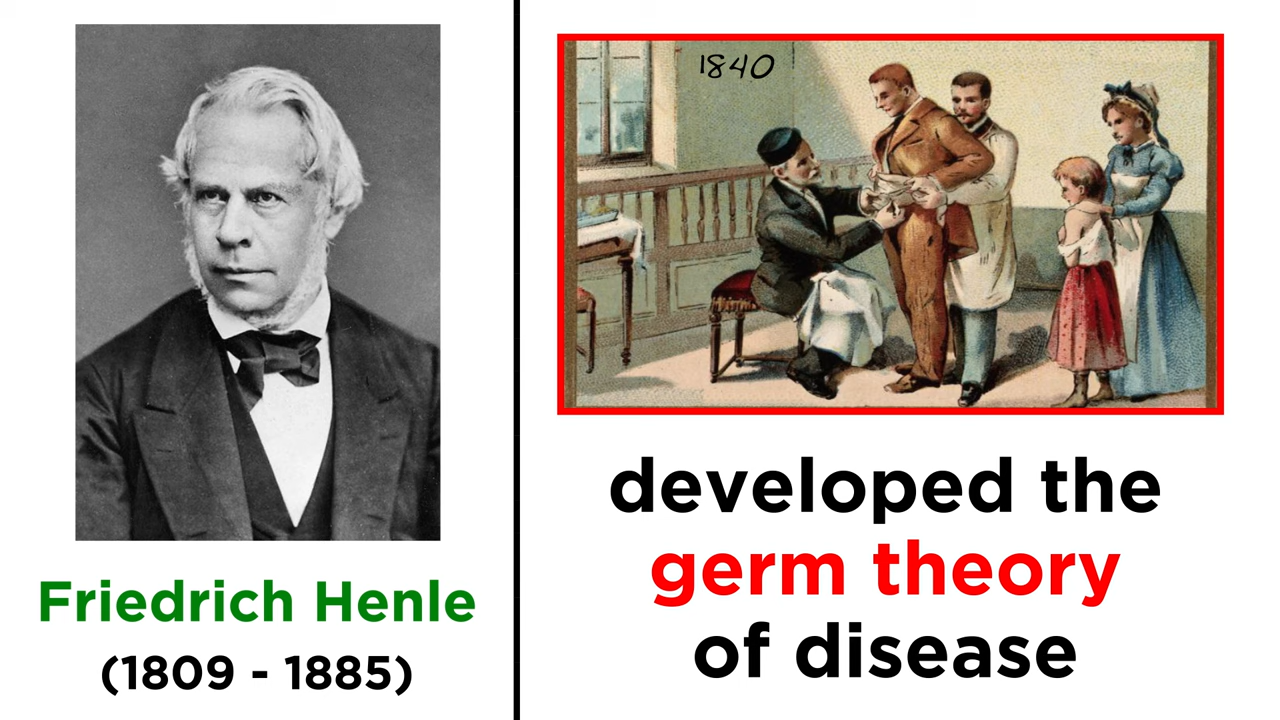 Friedrich Henle
(1809 - 1885)
1840
developed the
germ theory
of disease